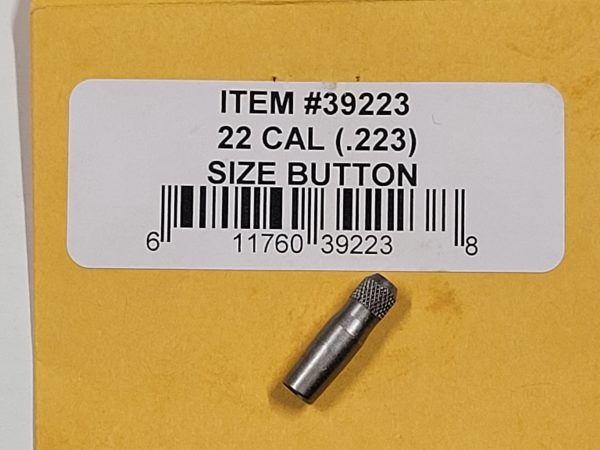 ITEM #39223
22 CAL (.223)
SIZE BUTTON
6 11760 39223 8